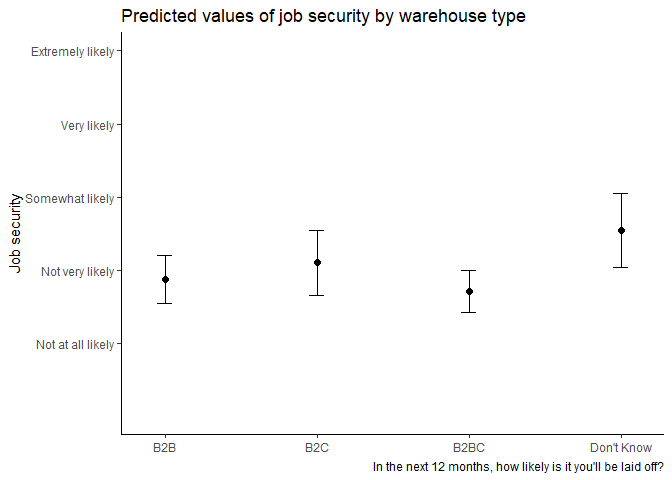 Predicted values of job security by warehouse type
Extremely likely
Very likely
Somewhat likely
Not very likely
Not at all likely
Job security
B2B B2C B2BC Don't Know
In the next 12 months, how likely is it you'll be laid off?